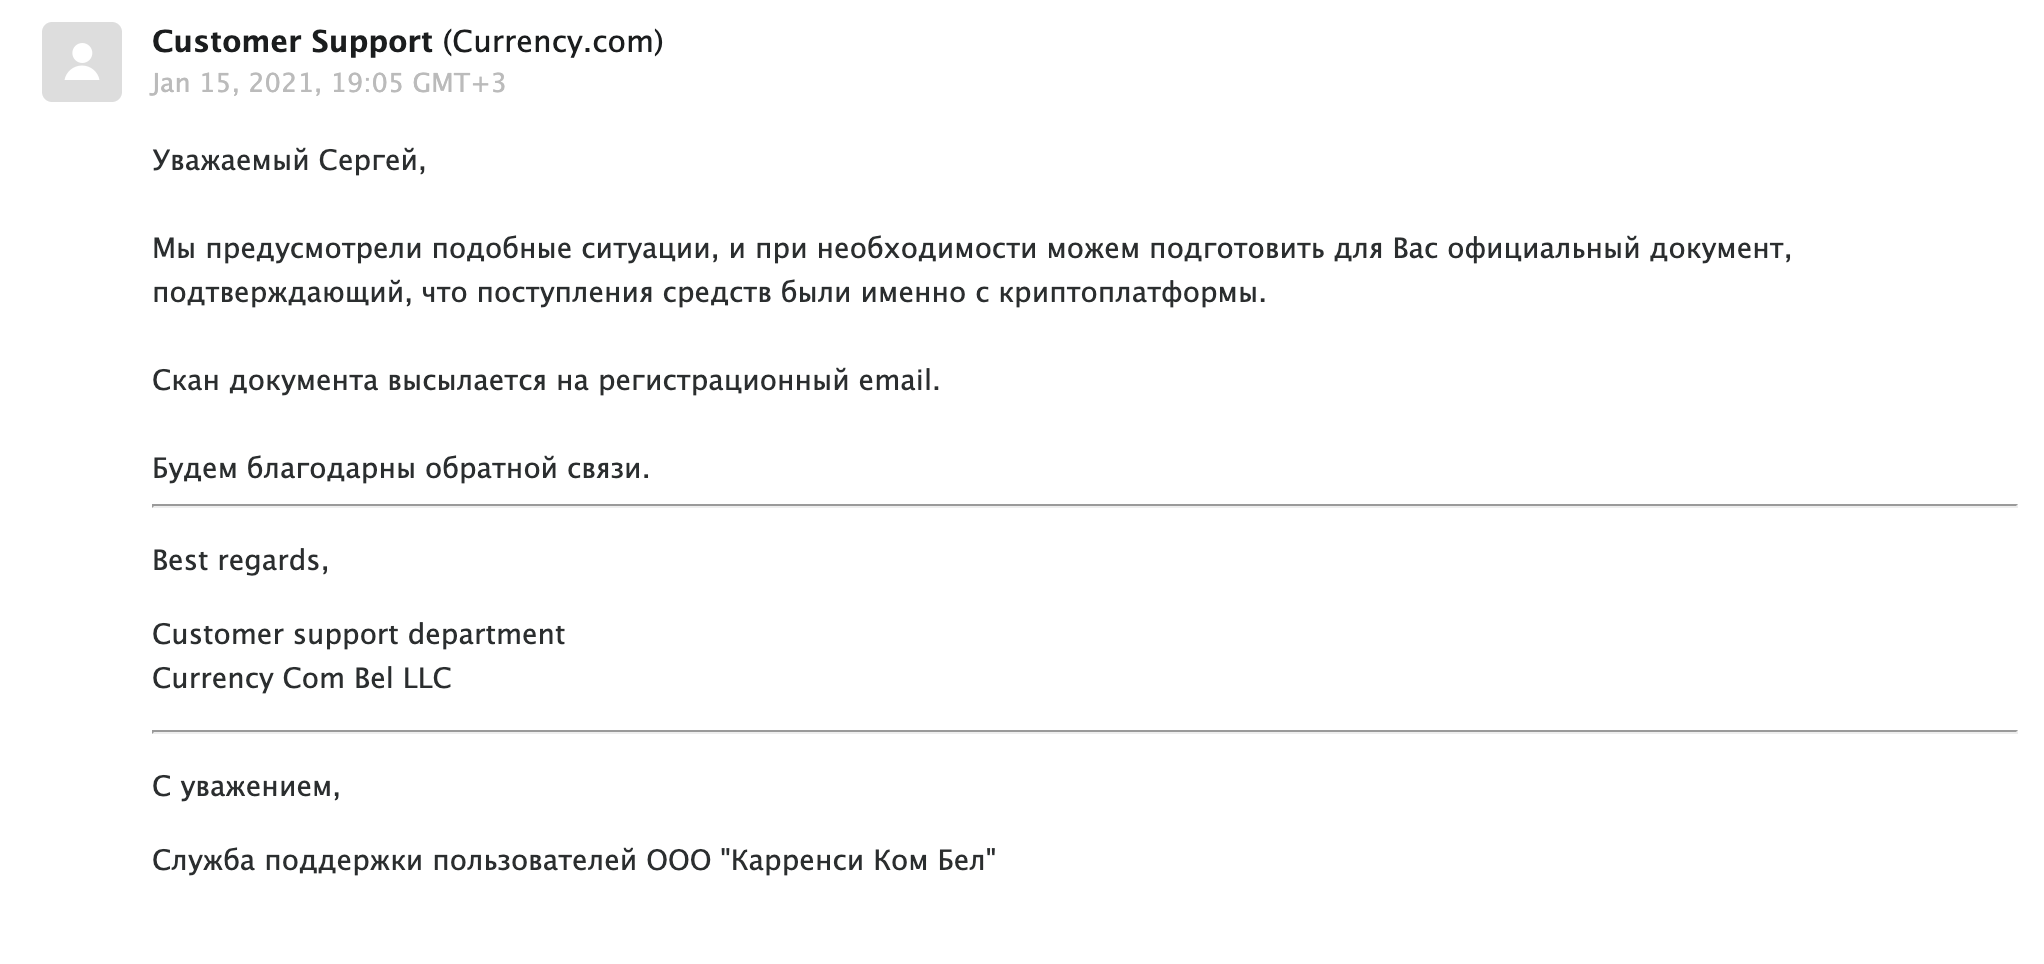 Customer Support (Currency.com)
Jan 15, 2021, 19:05 GMT+3
Уважаемый Сергей,
Мы предусмотрели подобные ситуации, и при необходимости можем подготовить для Вас официальный документ,
подтверждающий, что поступления средств были именно с криптоплатформы.
Скан документа высылается на регистрационный email.
Будем благодарны обратной связи.
Best regards,
Customer support department
Currency Com Bel LLC
С уважением,
Служба поддержки пользователей ООО "Карренси Ком Бел"